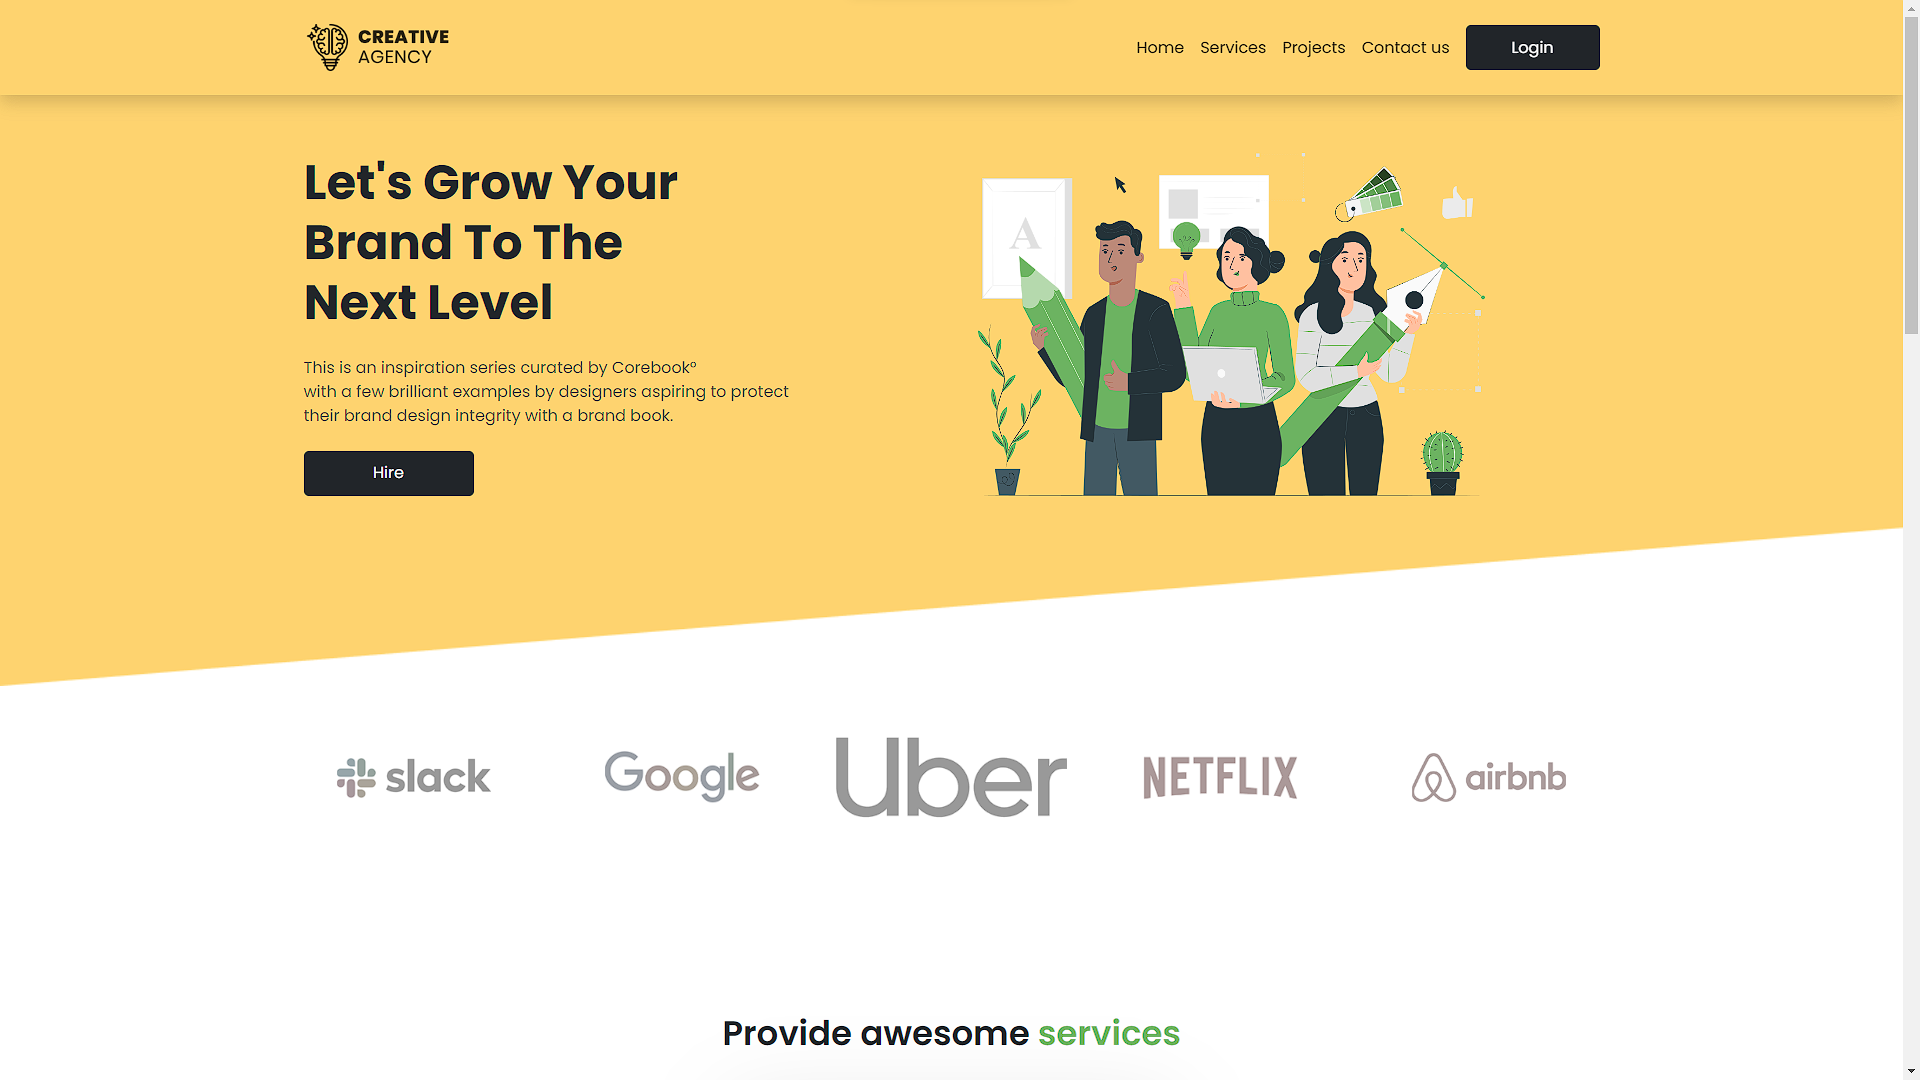 CREATIVE
AGENCY
Home Services Projects Contact us Login
Let's Grow Your
Brand To The
Next Level
This is an inspiration series curated by Corebook°
with a few brilliant examples by designers aspiring to protect
their brand design integrity with a brand book.
Hire
A
slack Google Uber NETFLIX airbnb
Provide awesome services